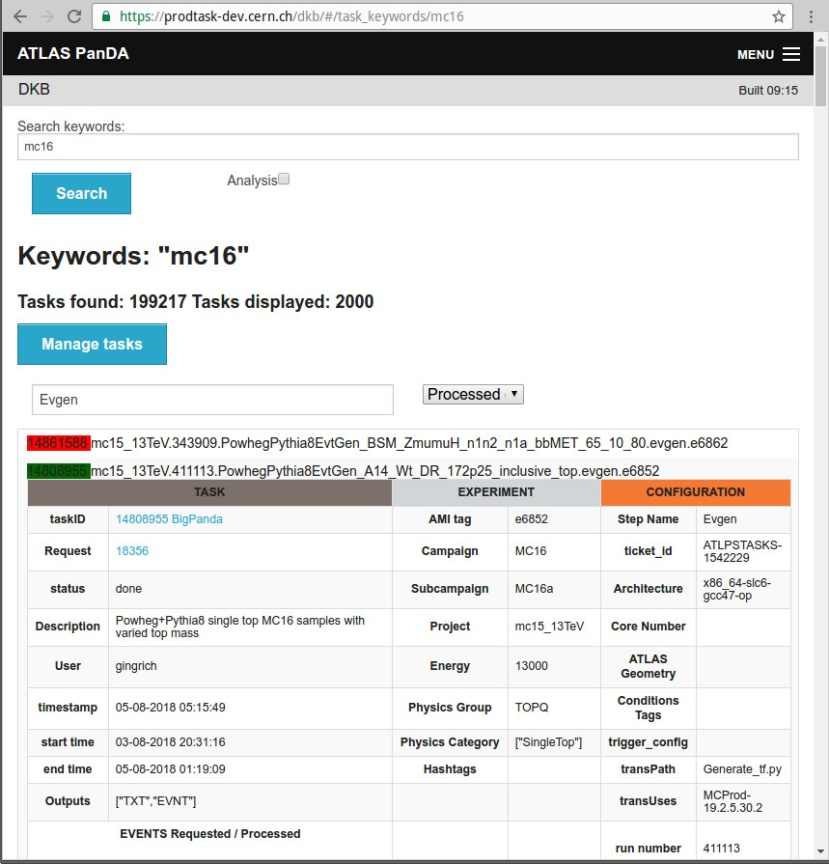 https://prodtask-dev.cern.ch/dkb/#/task_keywords/mc16
ATLAS PanDA MENU
DKB Built 09:15
Search keywords:
mc16
Search Analysis
Keywords: "mc16"
Tasks found: 199217 Tasks displayed: 2000
Manage tasks
Evgen Processed
14861588 mc15_13TeV.343909.PowhegPythia8EvtGen_BSM_ZmumuH_n1n2_n1a_bbMET_65_10_80.evgen.e6862
14808955 mc15_13TeV.411113.PowhegPythia8EvtGen_A14_Wt_DR_172p25_inclusive_top.evgen.e6852
TASK EXPERIMENT CONFIGURATION
taskID 14808955 BigPanda AMI tag e6852 Step Name Evgen
Request 18356 Campaign MC16 ticket_id ATLPSTASKS-
1542229
status done Subcampaign MC16a Architecture x86_64-slc6-
gcc47-op
Description Powheg+Pythia8 single top MC16 samples with
varied top mass Project mc15_13TeV Core Number
User gingrich Energy 13000 ATLAS
Geometry
timestamp 05-08-2018 05:15:49 Physics Group TOPQ Conditions
Tags
start time 03-08-2018 20:31:16 Physics Category ["SingleTop"] trigger_config
end time 05-08-2018 01:19:09 Hashtags transPath Generate_tf.py
Outputs ["TXT","EVNT"] transUses MCProd-
19.2.5.30.2
EVENTS Requested / Processed
run number 411113